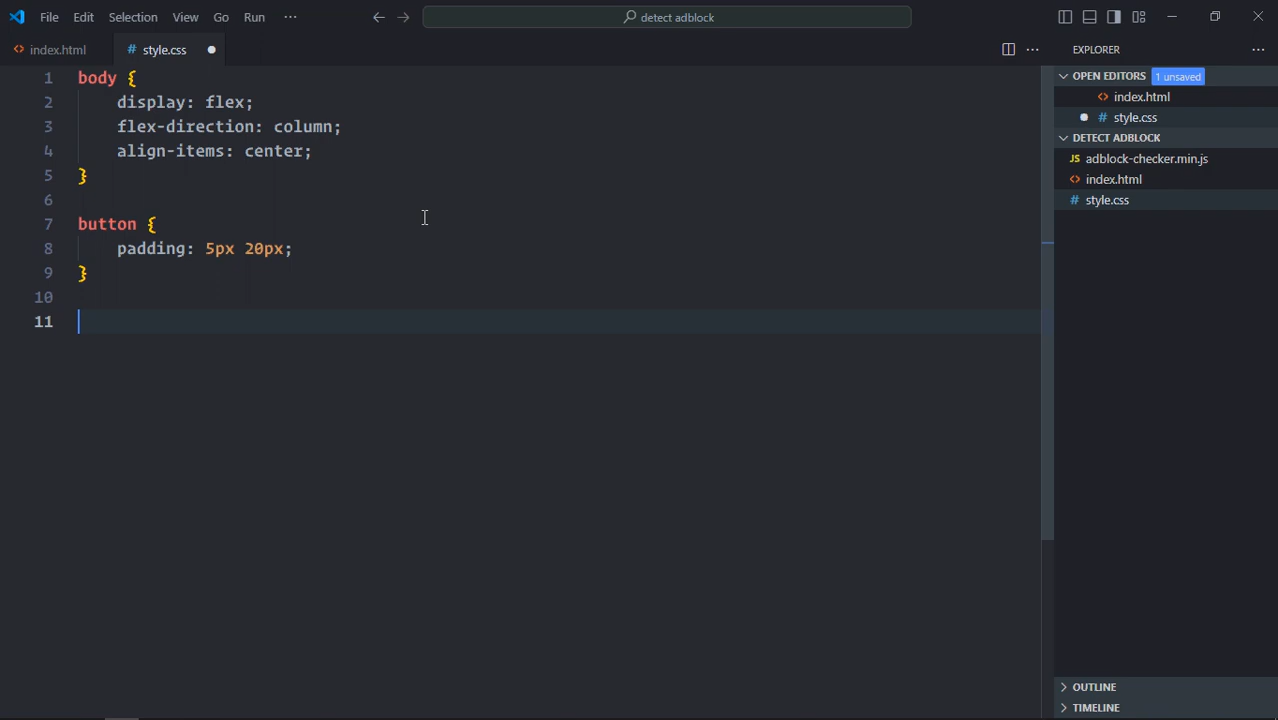 File Edit Selection View Go Run ··· ← → detect adblock
<> index.html # style.css ● ··· EXPLORER ···
OPEN EDITORS 1 unsaved
<> index.html
● # style.css
DETECT ADBLOCK
JS adblock-checker.min.js
<> index.html
# style.css
1 body {
2 display: flex;
3 flex-direction: column;
4 align-items: center;
5 }
6
7 button {
8 padding: 5px 20px;
9 }
10
11
OUTLINE
TIMELINE